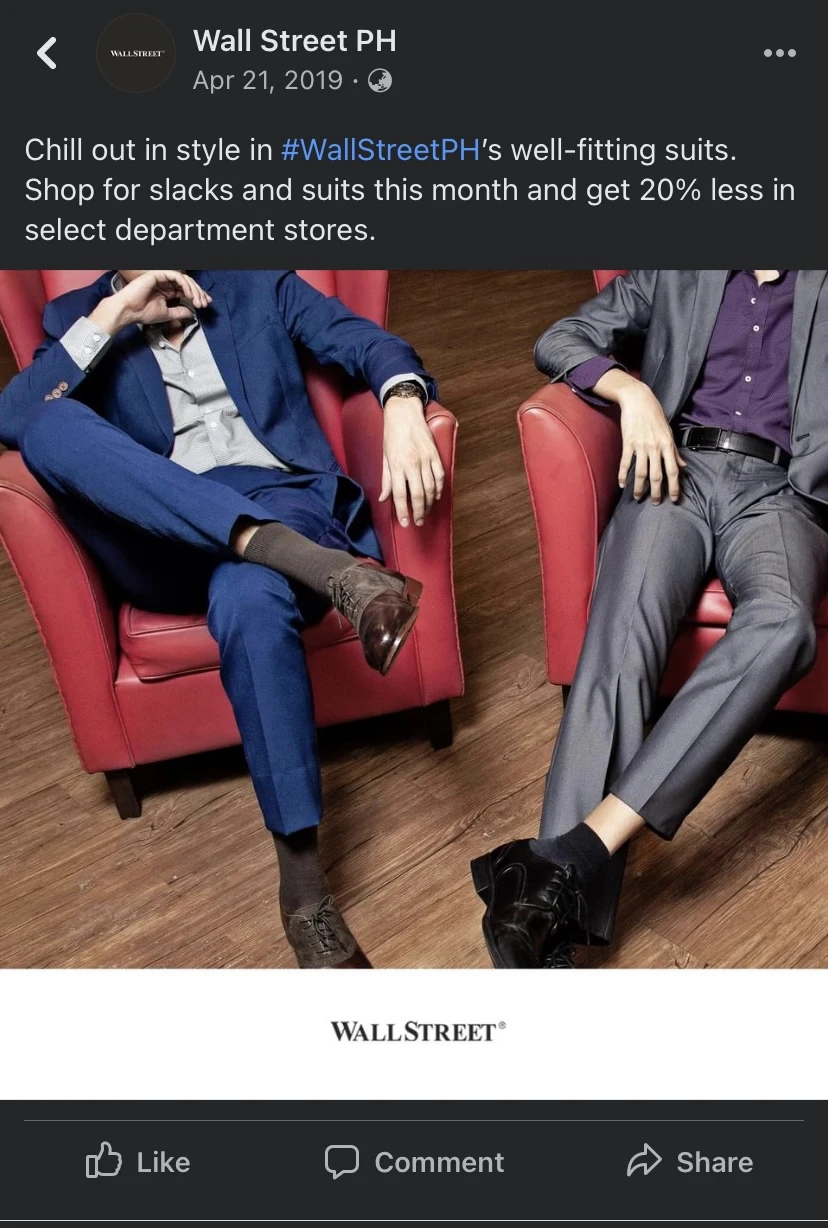 WALLSTREET
Wall Street PH
Apr 21, 2019 ·
Chill out in style in #WallStreetPH's well-fitting suits.
Shop for slacks and suits this month and get 20% less in
select department stores.
WALLSTREET®
Like
Comment
Share